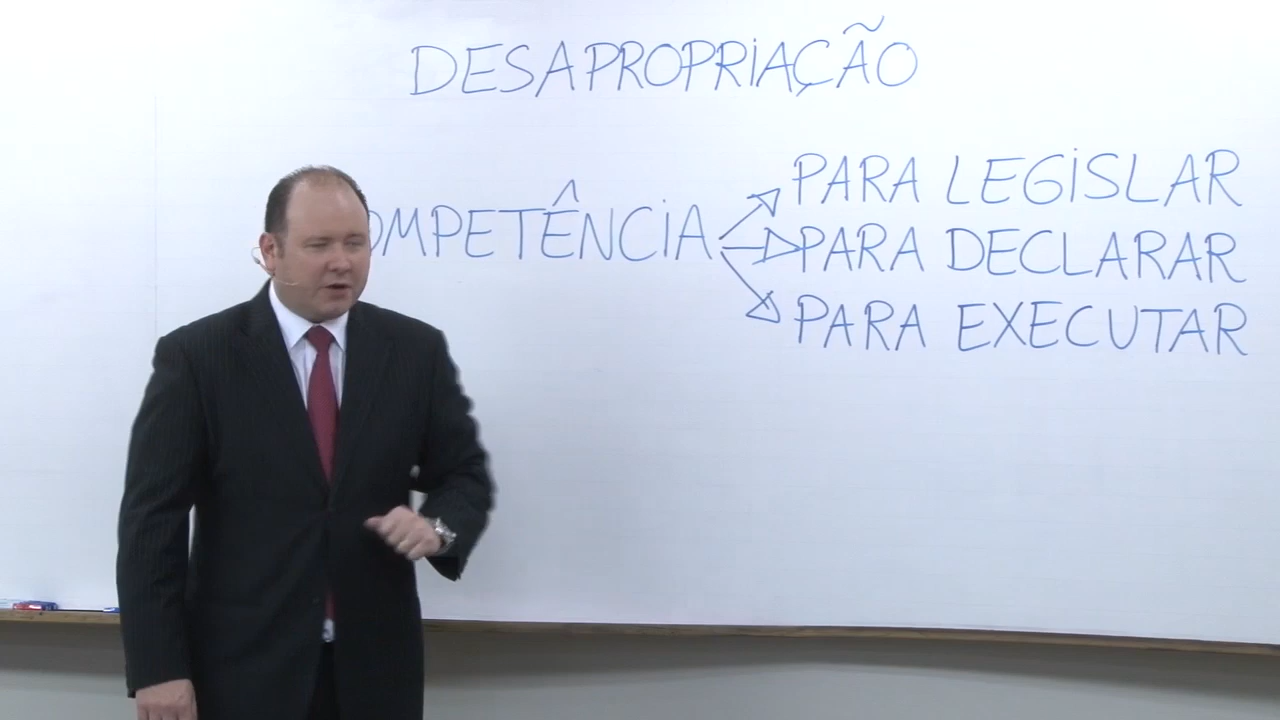 DESAPROPRIAÇÃO
OMPETÊNCIA
PARA LEGISLAR
PARA DECLARAR
PARA EXECUTAR